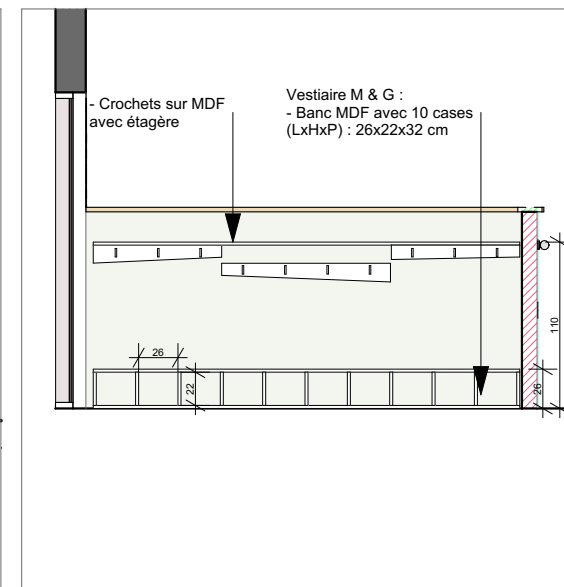 - Crochets sur MDF
avec étagère
Vestiaire M & G :
- Banc MDF avec 10 cases
(LxHxP) : 26x22x32 cm
26
22
26
110